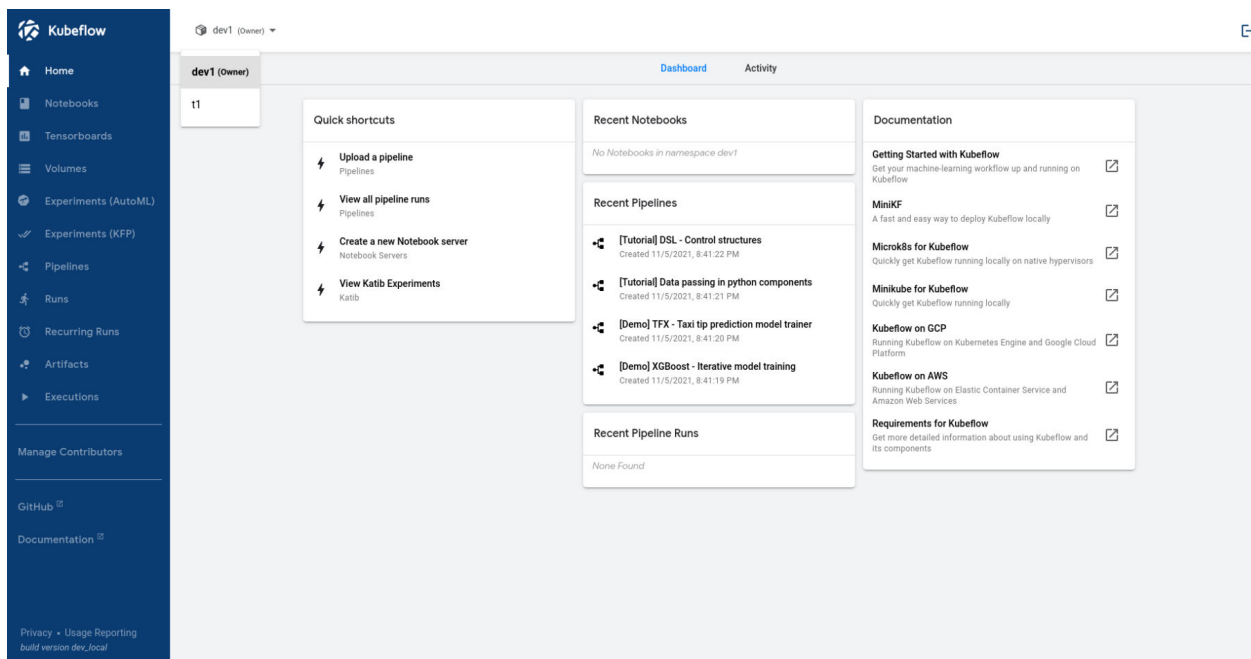 Kubeflow
dev1 (Owner)
Home
Notebooks
Tensorboards
Volumes
Experiments (AutoML)
Experiments (KFP)
Pipelines
Runs
Recurring Runs
Artifacts
Executions
Manage Contributors
GitHub
Documentation
Privacy • Usage Reporting
build version dev_local
dev1 (Owner)
t1
Dashboard
Activity
Quick shortcuts
Upload a pipeline
Pipelines
View all pipeline runs
Pipelines
Create a new Notebook server
Notebook Servers
View Katib Experiments
Katib
Recent Notebooks
No Notebooks in namespace dev1
Recent Pipelines
[Tutorial] DSL - Control structures
Created 11/5/2021, 8:41:22 PM
[Tutorial] Data passing in python components
Created 11/5/2021, 8:41:21 PM
[Demo] TFX - Taxi tip prediction model trainer
Created 11/5/2021, 8:41:20 PM
[Demo] XGBoost - Iterative model training
Created 11/5/2021, 8:41:19 PM
Recent Pipeline Runs
None Found
Documentation
Getting Started with Kubeflow
Get your machine-learning workflow up and running on
Kubeflow
MiniKF
A fast and easy way to deploy Kubeflow locally
Microk8s for Kubeflow
Quickly get Kubeflow running locally on native hypervisors
Minikube for Kubeflow
Quickly get Kubeflow running locally
Kubeflow on GCP
Running Kubeflow on Kubernetes Engine and Google Cloud
Platform
Kubeflow on AWS
Running Kubeflow on Elastic Container Service and
Amazon Web Services
Requirements for Kubeflow
Get more detailed information about using Kubeflow and
its components